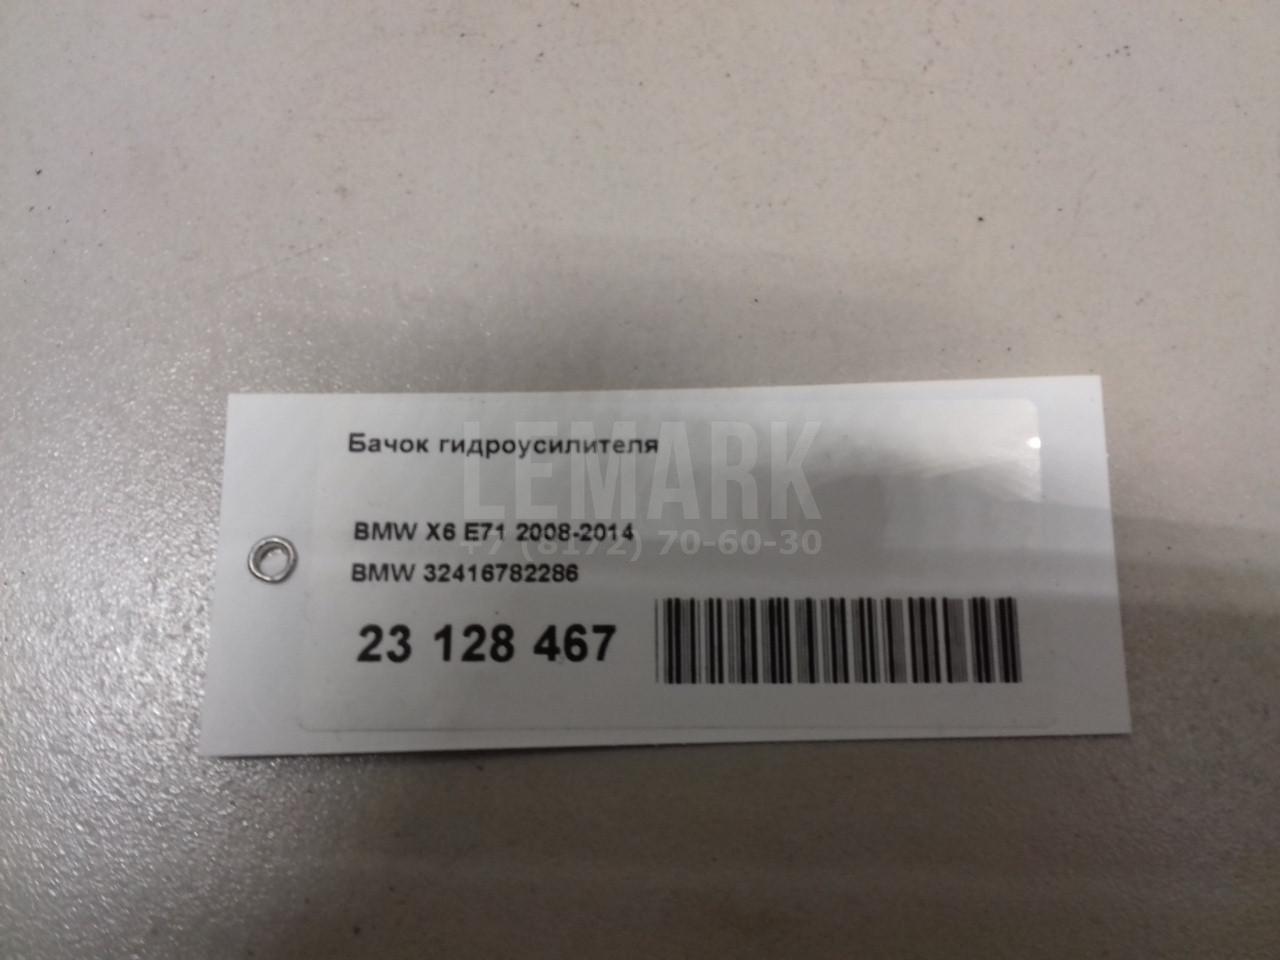 Бачок гидроусилителя
LEMARK
BMW X6 E71 2008-2014
+7 (8172) 70-60-30
BMW 32416782286
23 128 467